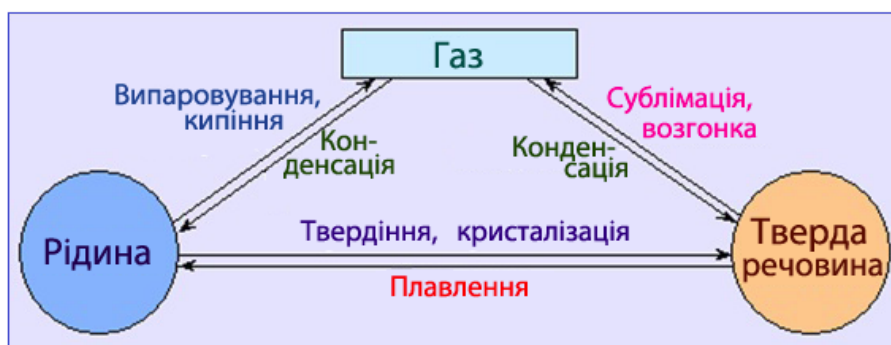 Газ
Випаровування,
кипіння
Кон-
денсація
Конден-
сація
Сублімація,
возгонка
Рідина
Твердіння, кристалізація
Плавлення
Тверда
речовина